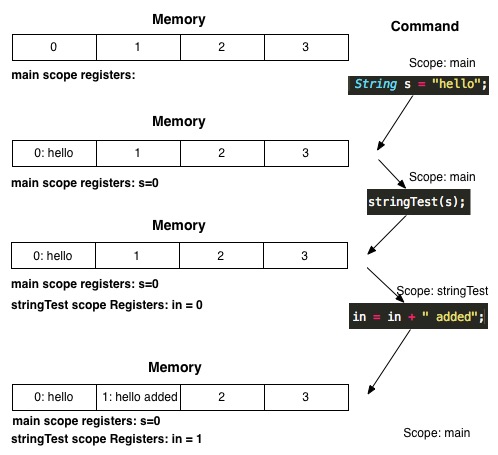 Memory
Command
0 1 2 3
main scope registers:
Scope: main
String s = "hello";
Memory
0: hello 1 2 3
main scope registers: s=0
Scope: main
stringTest(s);
Memory
0: hello 1 2 3
main scope registers: s=0
stringTest scope Registers: in = 0
Scope: stringTest
in = in + " added";
Memory
0: hello 1: hello added 2 3
main scope registers: s=0
stringTest scope Registers: in = 1
Scope: main